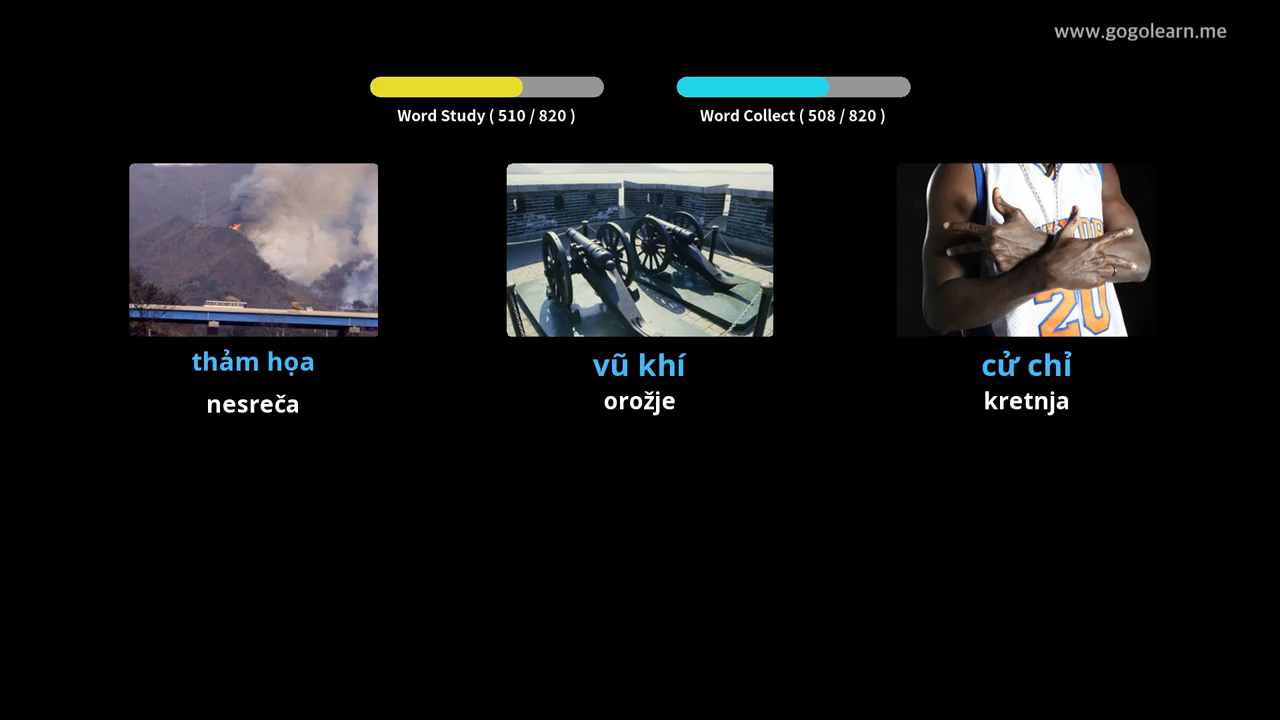 www.gogolearn.me
Word Study ( 510 / 820 )
Word Collect ( 508 / 820 )
thảm họa
nesreča
vũ khí
orožje
cử chỉ
kretnja
20